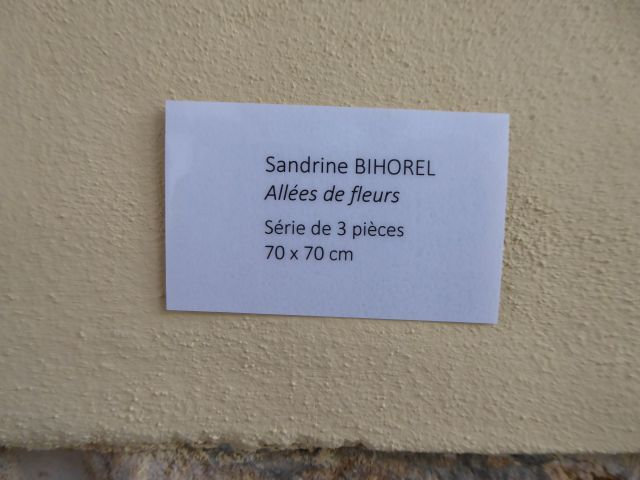 Sandrine BIHOREL
Allées de fleurs
Série de 3 pièces
70 x 70 cm